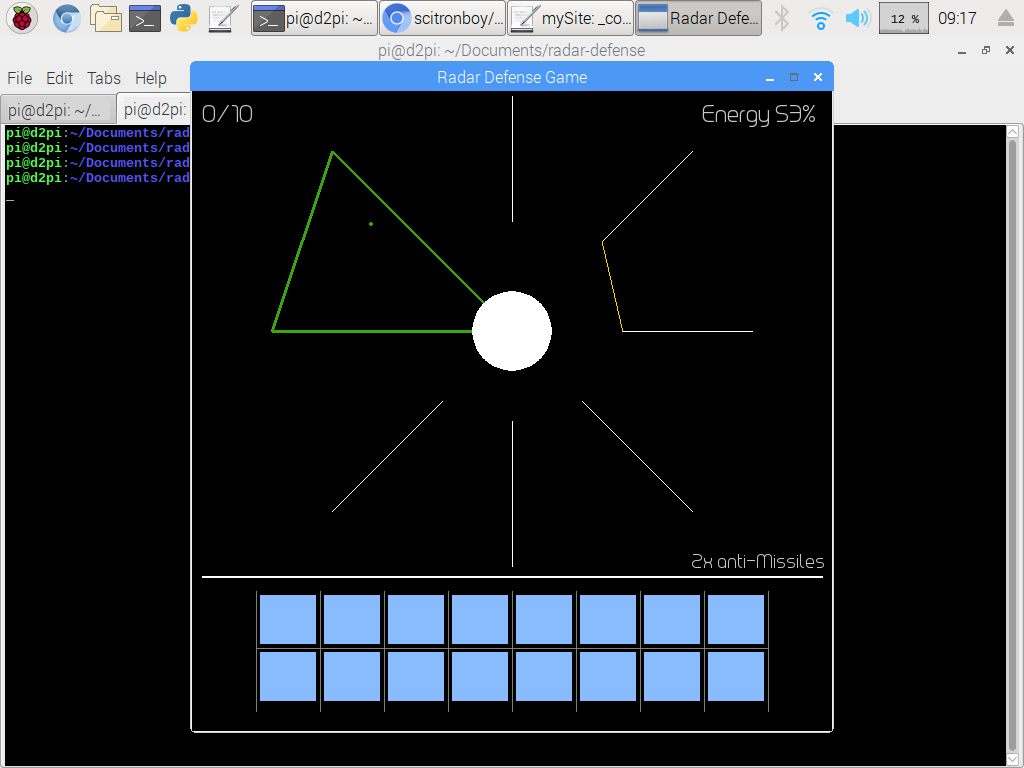 pi@d2pi: ~...
scitronboy/...
mySite: _co...
Radar Defe...
12 %
09:17
pi@d2pi: ~/Documents/radar-defense
File Edit Tabs Help
Radar Defense Game
pi@d2pi: ~/...
pi@d2pi:
0/10
Energy 53%
pi@d2pi:~/Documents/rad
pi@d2pi:~/Documents/rad
pi@d2pi:~/Documents/rad
pi@d2pi:~/Documents/rad
2x anti-Missiles